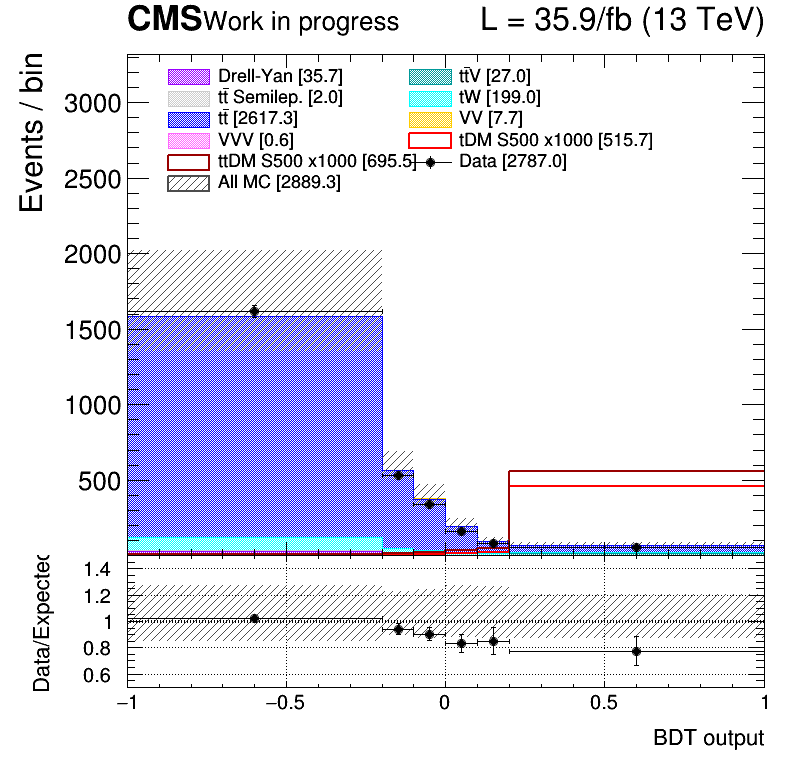 CMS Work in progress L = 35.9/fb (13 TeV)
Events / bin
3000
2500
2000
1500
1000
500
Drell-Yan [35.7]
tt̄V [27.0]
tt̄ Semilep. [2.0]
tW [199.0]
tt̄ [2617.3]
VV [7.7]
VVV [0.6]
tDM S500 x1000 [515.7]
ttDM S500 x1000 [695.5]
Data [2787.0]
All MC [2889.3]
Data/Expected
1.4
1.2
1
0.8
0.6
−1 −0.5 0 0.5 1
BDT output